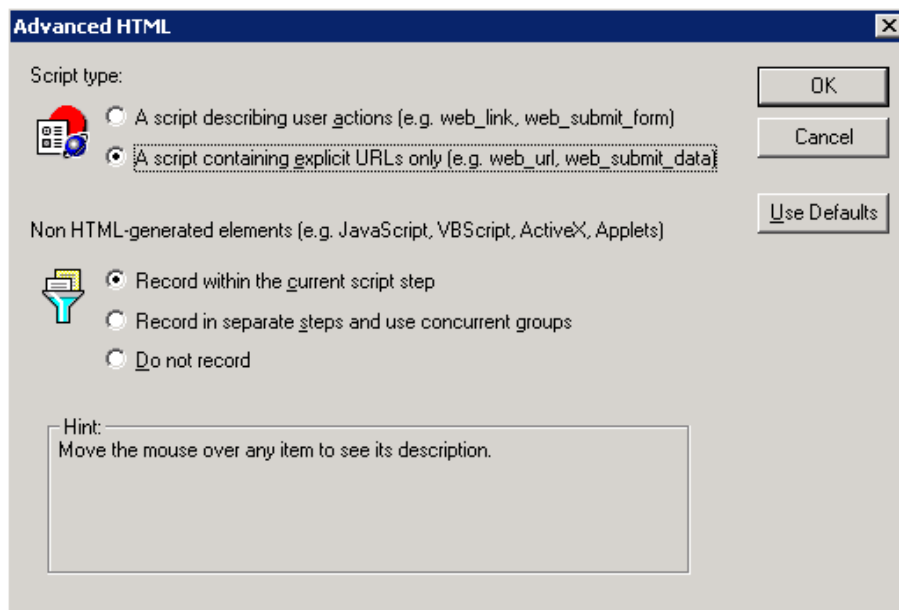 Advanced HTML
Script type:
OK
A script describing user actions (e.g. web_link, web_submit_form)
Cancel
A script containing explicit URLs only (e.g. web_url, web_submit_data)
Use Defaults
Non HTML-generated elements (e.g. JavaScript, VBScript, ActiveX, Applets)
Record within the current script step
Record in separate steps and use concurrent groups
Do not record
Hint:
Move the mouse over any item to see its description.